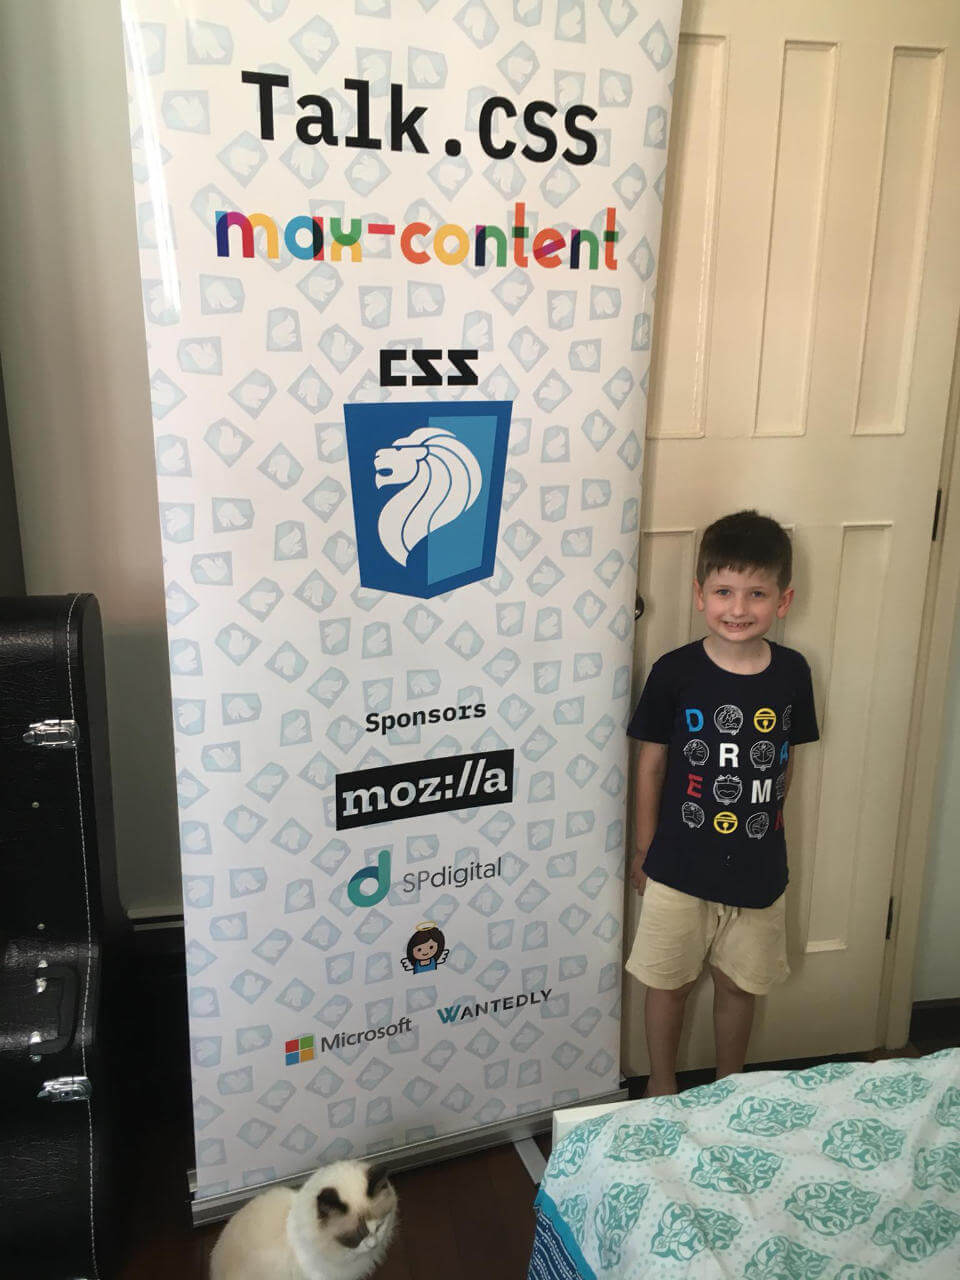 Talk.CSS
max-content
CSS
Sponsors
moz://a
SPdigital
Microsoft
WANTEDLY
D
R
E M